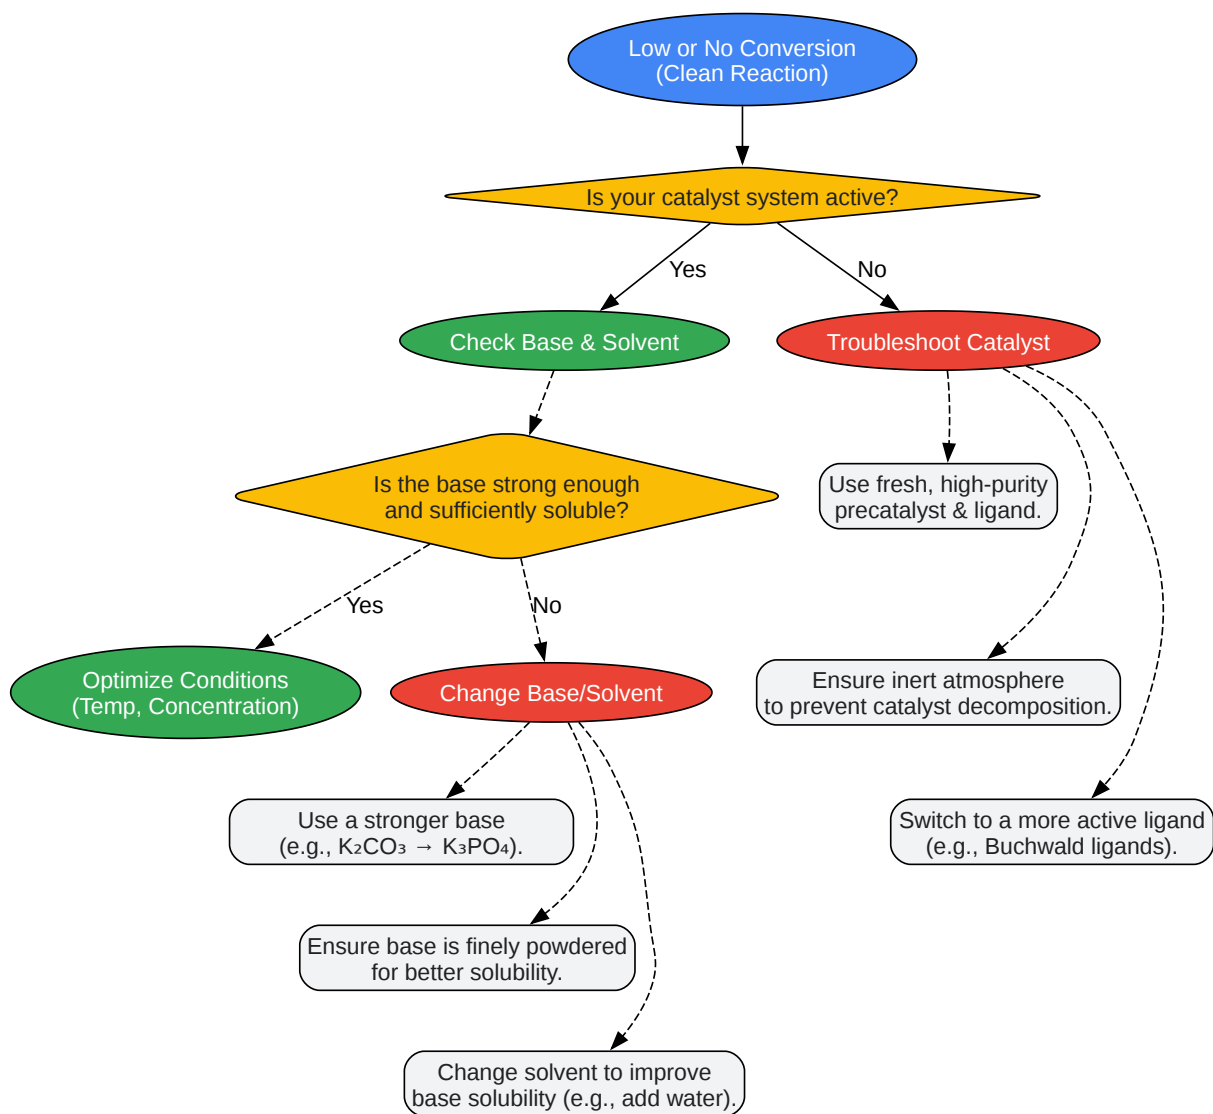 Low or No Conversion
(Clean Reaction)
Is your catalyst system active?
Yes
No
Check Base & Solvent
Troubleshoot Catalyst
Is the base strong enough
and sufficiently soluble?
Use fresh, high-purity
precatalyst & ligand.
Yes
No
Optimize Conditions
(Temp, Concentration)
Change Base/Solvent
Ensure inert atmosphere
to prevent catalyst decomposition.
Use a stronger base
(e.g., K₂CO₃ → K₃PO₄).
Switch to a more active ligand
(e.g., Buchwald ligands).
Ensure base is finely powdered
for better solubility.
Change solvent to improve
base solubility (e.g., add water).